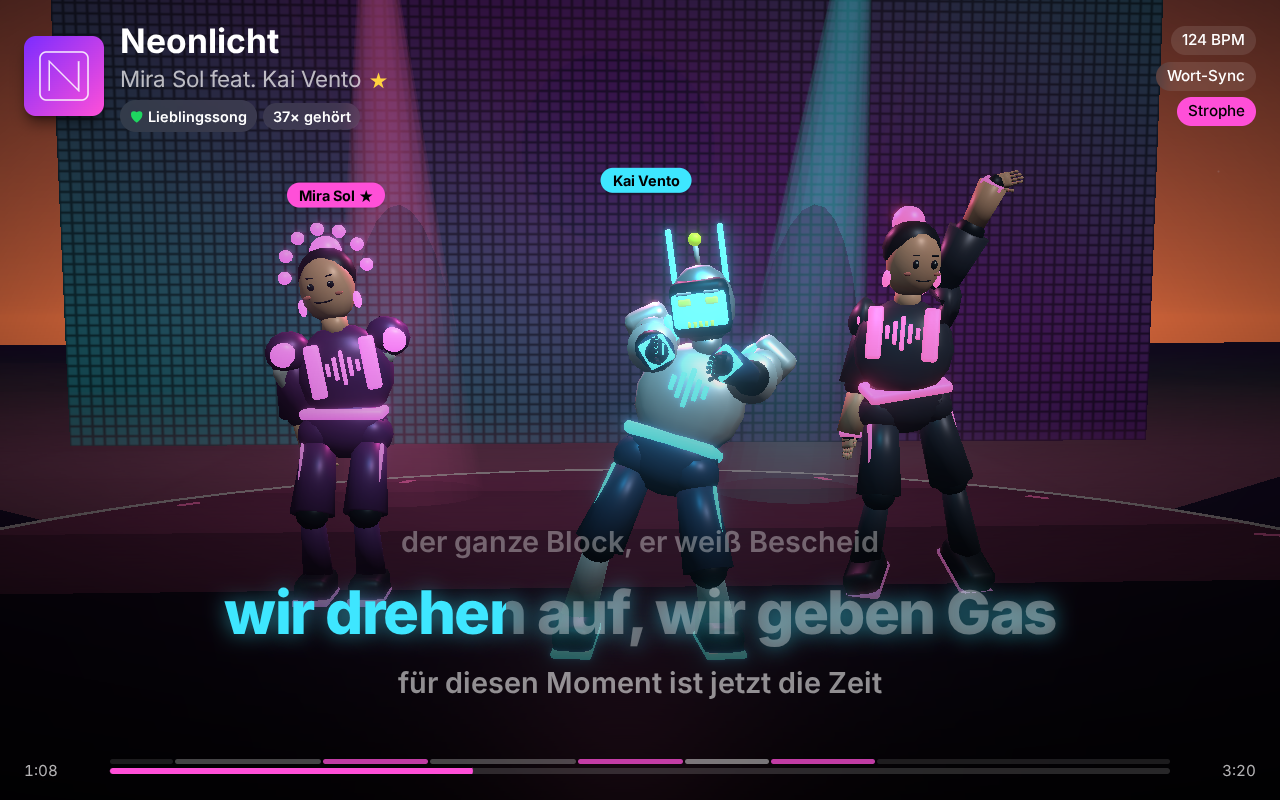 Neonlicht
Mira Sol feat. Kai Vento ★
Lieblingssong
37× gehört
124 BPM
Wort-Sync
Strophe
Mira Sol ★
Kai Vento
der ganze Block, er weiß Bescheid
wir drehen auf, wir geben Gas
für diesen Moment ist jetzt die Zeit
1:08
3:20